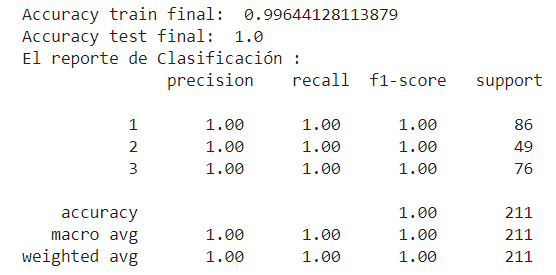 Accuracy train final:  0.99644128113879
Accuracy test final:  1.0
El reporte de Clasificación :
              precision    recall  f1-score   support

           1       1.00      1.00      1.00        86
           2       1.00      1.00      1.00        49
           3       1.00      1.00      1.00        76

    accuracy                           1.00       211
   macro avg       1.00      1.00      1.00       211
weighted avg       1.00      1.00      1.00       211